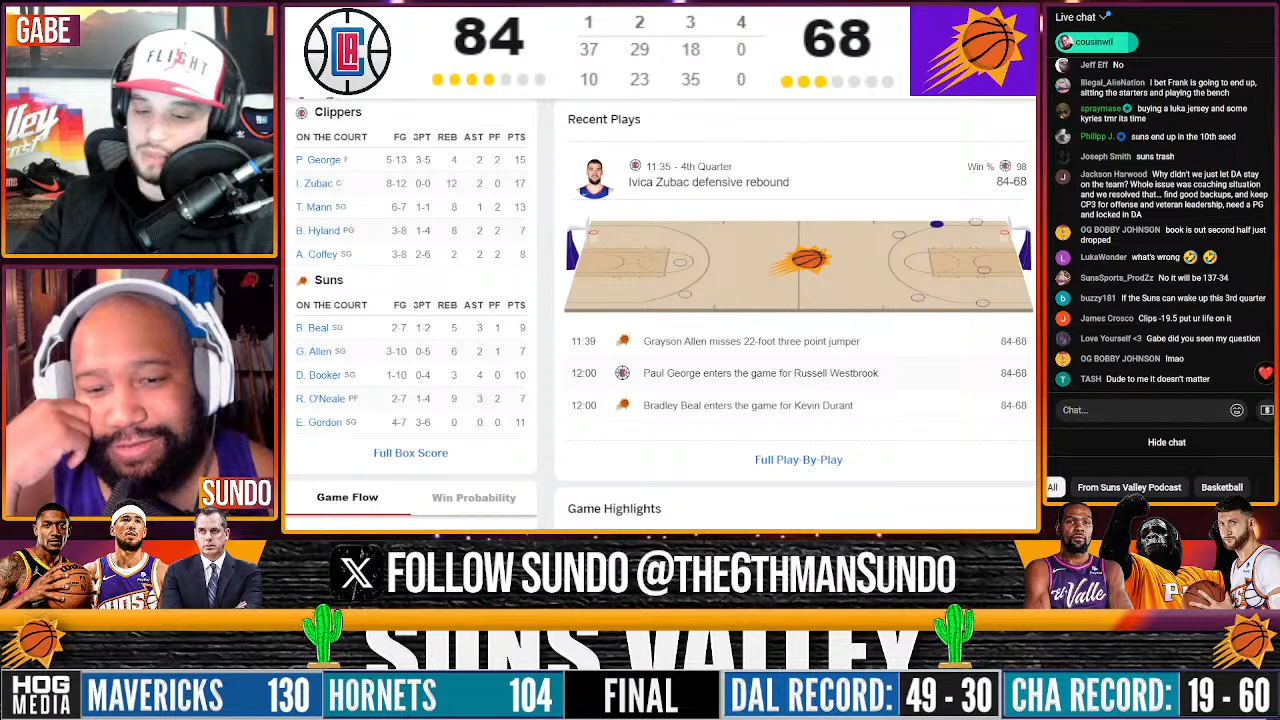 GABE
FLIGHT
SUNDO
LA
84
1 2 3 4
37 29 18 0
10 23 35 0
68
Clippers
ON THE COURT FG 3PT REB AST PF PTS
P. George F 5-13 3-5 4 2 2 15
I. Zubac C 8-12 0-0 12 2 0 17
T. Mann SG 6-7 1-1 8 1 2 13
B. Hyland PG 3-8 1-4 8 2 2 7
A. Coffey SG 3-8 2-6 2 2 2 8
Suns
ON THE COURT FG 3PT REB AST PF PTS
B. Beal SG 2-7 1-2 5 3 1 9
G. Allen SG 3-10 0-5 6 2 1 7
D. Booker SG 1-10 0-4 3 4 0 10
R. O'Neale PF 2-7 1-4 9 3 2 7
E. Gordon SG 4-7 3-6 0 0 0 11
Full Box Score
Game Flow Win Probability
Recent Plays
11:35 - 4th Quarter Win % 98
Ivica Zubac defensive rebound 84-68
11:39 Grayson Allen misses 22-foot three point jumper 84-68
12:00 Paul George enters the game for Russell Westbrook 84-68
12:00 Bradley Beal enters the game for Kevin Durant 84-68
Full Play-By-Play
Game Highlights
Live chat
cousinwil
Jeff Eff No
Illegal_AlieNation I bet Frank is going to end up,
sitting the starters and playing the bench
spraymase buying a luka jersey and some
kyries tmr its time
Philipp J. suns end up in the 10th seed
Joseph Smith suns trash
Jackson Harwood Why didn't we just let DA stay
on the team? Whole issue was coaching situation
and we resolved that... find good backups, and keep
CP3 for offense and veteran leadership, need a PG
and locked in DA
OG BOBBY JOHNSON book is out second half just
dropped
LukaWonder what's wrong 🤣 🤣
SunsSports_ProdZz No it will be 137-34
buzzy181 If the Suns can wake up this 3rd quarter
James Crosco Clips -19.5 put ur life on it
Love Yourself <3 Gabe did you seen my question
OG BOBBY JOHNSON lmao
TASH Dude to me it doesn't matter
Chat...
Hide chat
All From Suns Valley Podcast Basketball
FOLLOW SUNDO @THE6THMANSUNDO
SUNS VALLEY
HOG
MEDIA
MAVERICKS 130 HORNETS 104 FINAL DAL RECORD: 49 - 30 CHA RECORD: 19 - 60